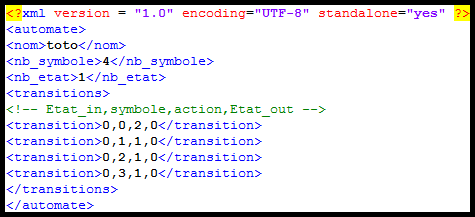 <?xml version = "1.0" encoding="UTF-8" standalone="yes" ?>
<automate>
<nom>toto</nom>
<nb_symbole>4</nb_symbole>
<nb_etat>1</nb_etat>
<transitions>
<!-- Etat_in,symbole,action,Etat_out -->
<transition>0,0,2,0</transition>
<transition>0,1,1,0</transition>
<transition>0,2,1,0</transition>
<transition>0,3,1,0</transition>
</transitions>
</automate>